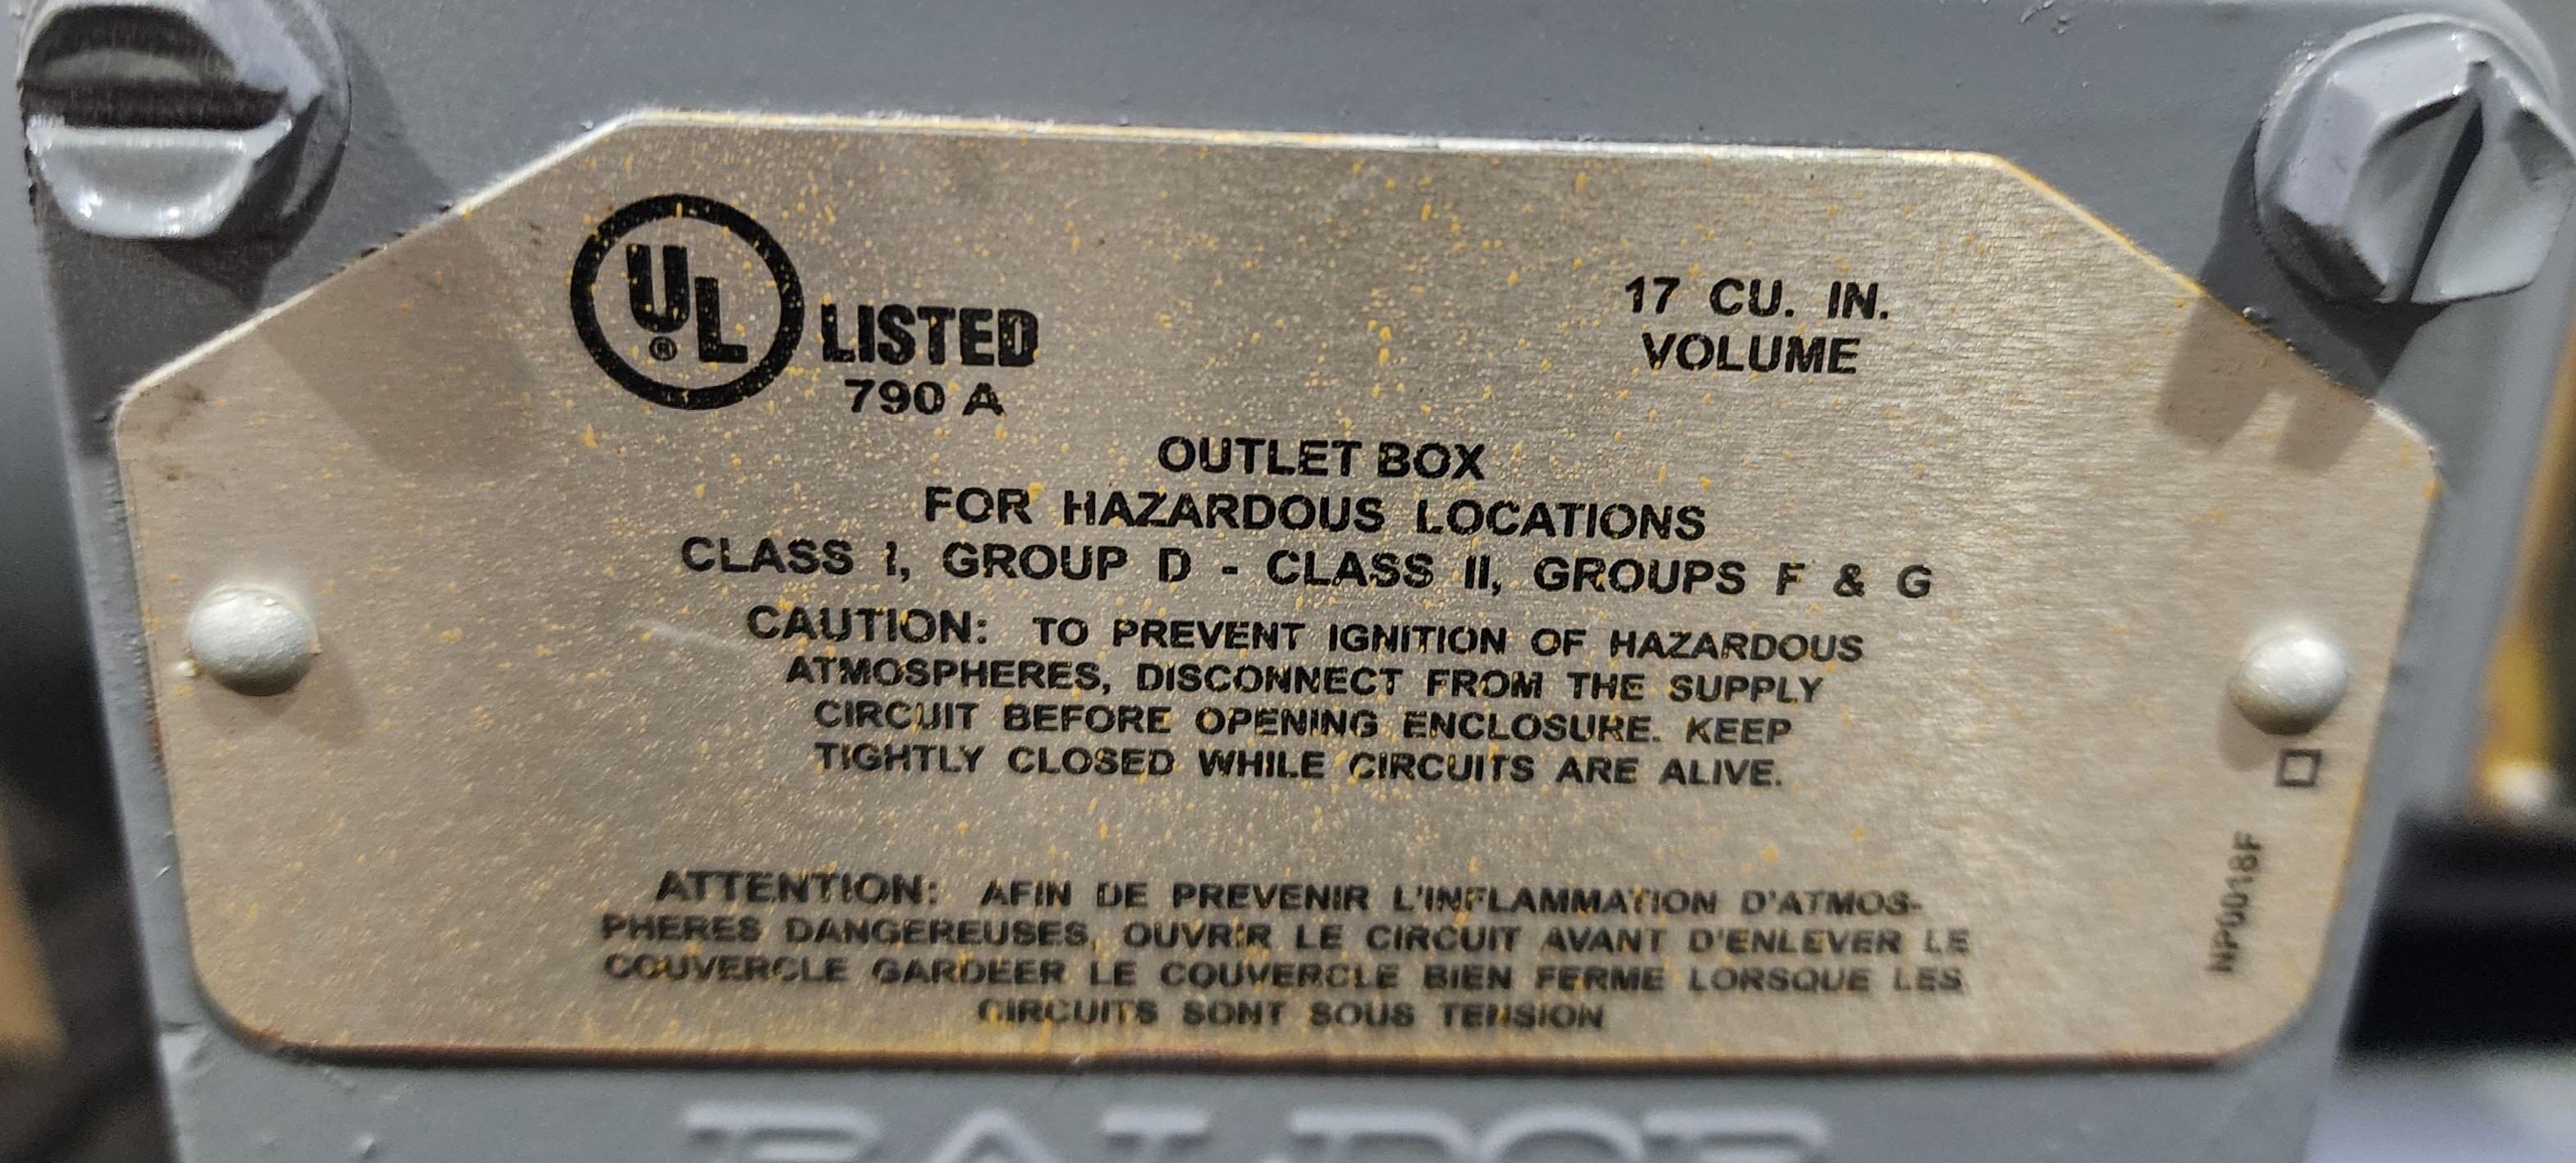 UL ® LISTED
790 A
17 CU. IN.
VOLUME
OUTLET BOX
FOR HAZARDOUS LOCATIONS
CLASS I, GROUP D - CLASS II, GROUPS F & G
CAUTION: TO PREVENT IGNITION OF HAZARDOUS
ATMOSPHERES, DISCONNECT FROM THE SUPPLY
CIRCUIT BEFORE OPENING ENCLOSURE. KEEP
TIGHTLY CLOSED WHILE CIRCUITS ARE ALIVE.
ATTENTION: AFIN DE PREVENIR L'INFLAMMATION D'ATMOS-
PHERES DANGEREUSES, OUVRIR LE CIRCUIT AVANT D'ENLEVER LE
COUVERCLE GARDEER LE COUVERCLE BIEN FERME LORSQUE LES
CIRCUITS SONT SOUS TENSION
NP0018F
BALDOR